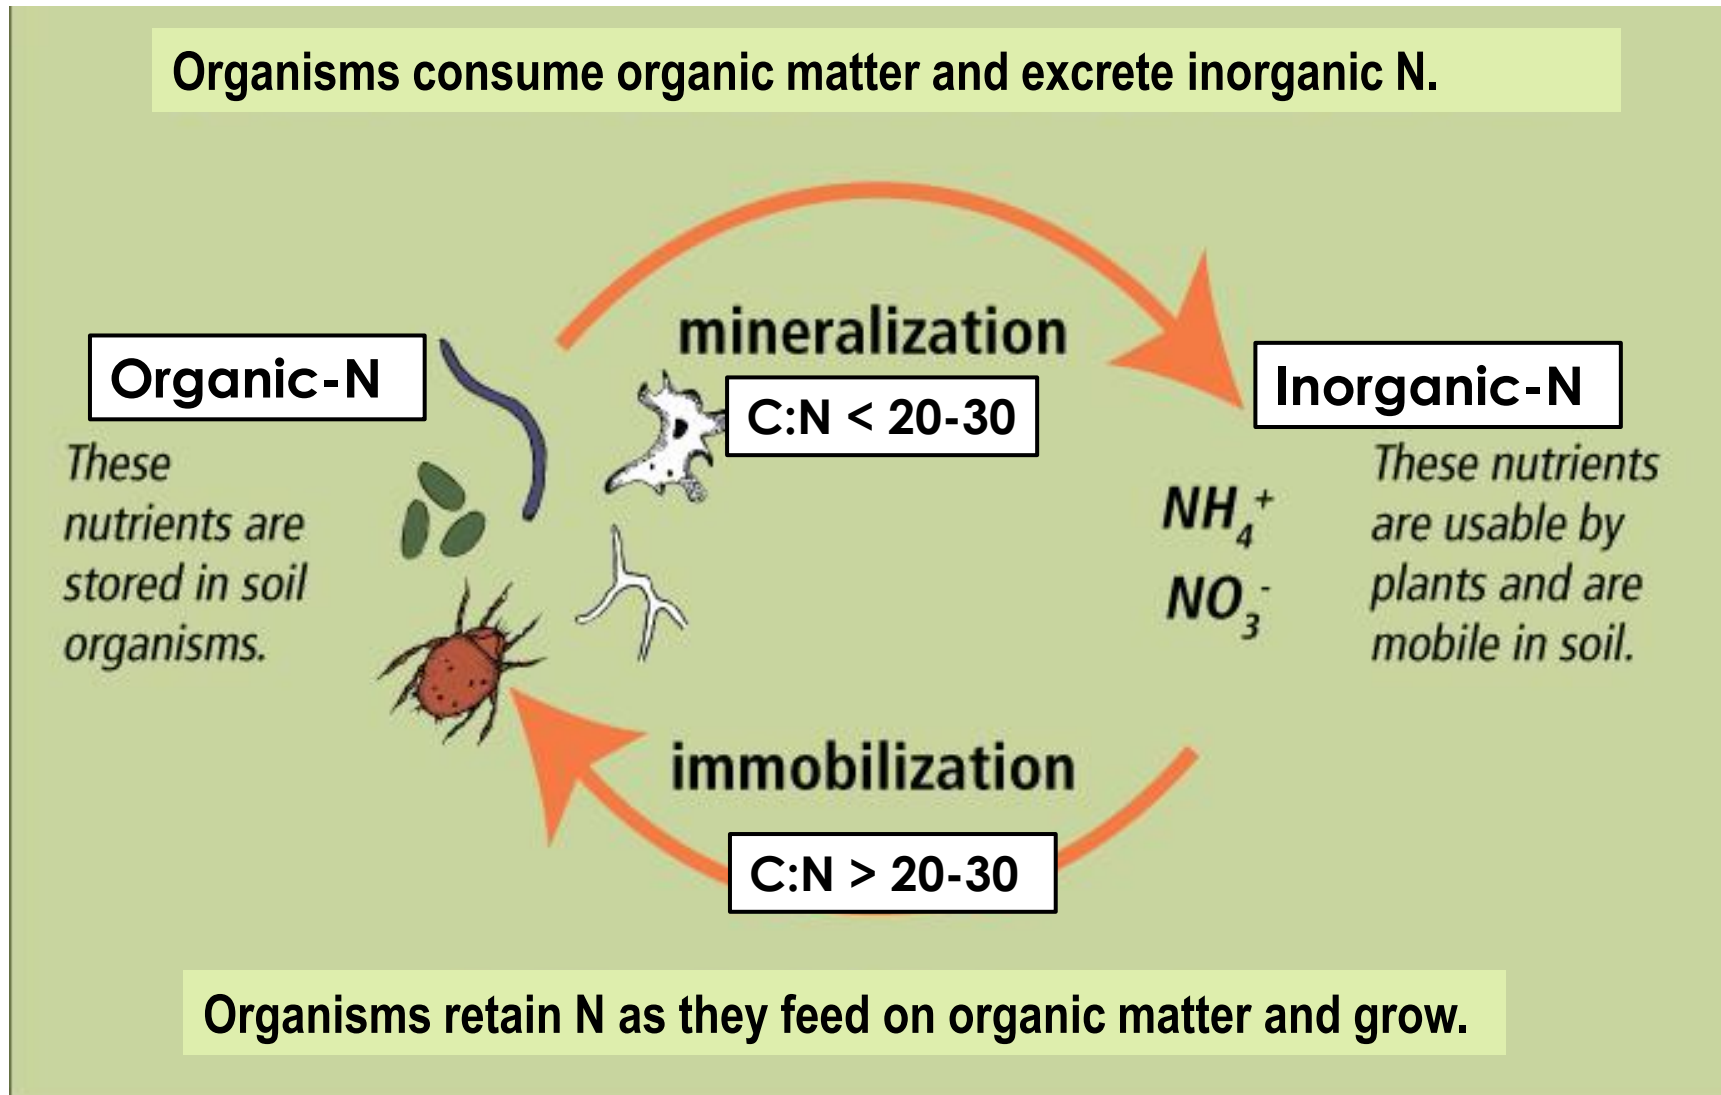 Organisms consume organic matter and excrete inorganic N.
mineralization
C:N < 20-30
Organic-N
These
nutrients are
stored in soil
organisms.
Inorganic-N
NH₄⁺
NO₃⁻
These nutrients
are usable by
plants and are
mobile in soil.
immobilization
C:N > 20-30
Organisms retain N as they feed on organic matter and grow.